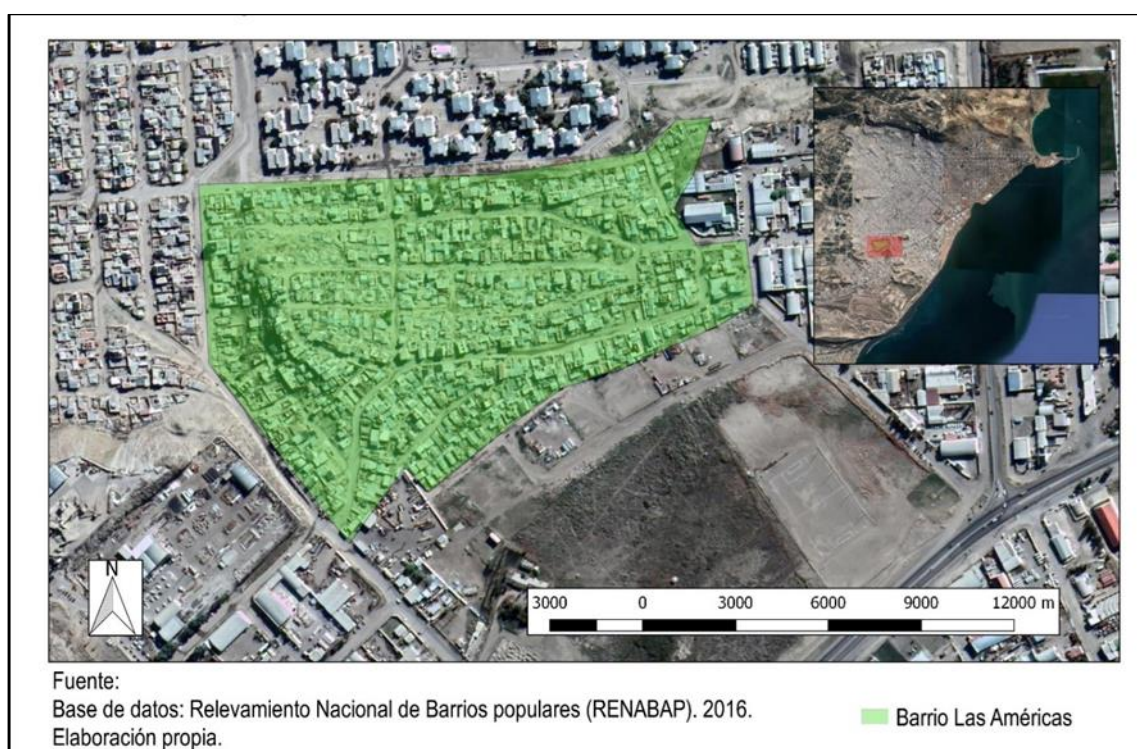 N
3000 0 3000 6000 9000 12000 m
Fuente:
Base de datos: Relevamiento Nacional de Barrios populares (RENABAP). 2016.
Barrio Las Américas
Elaboración propia.